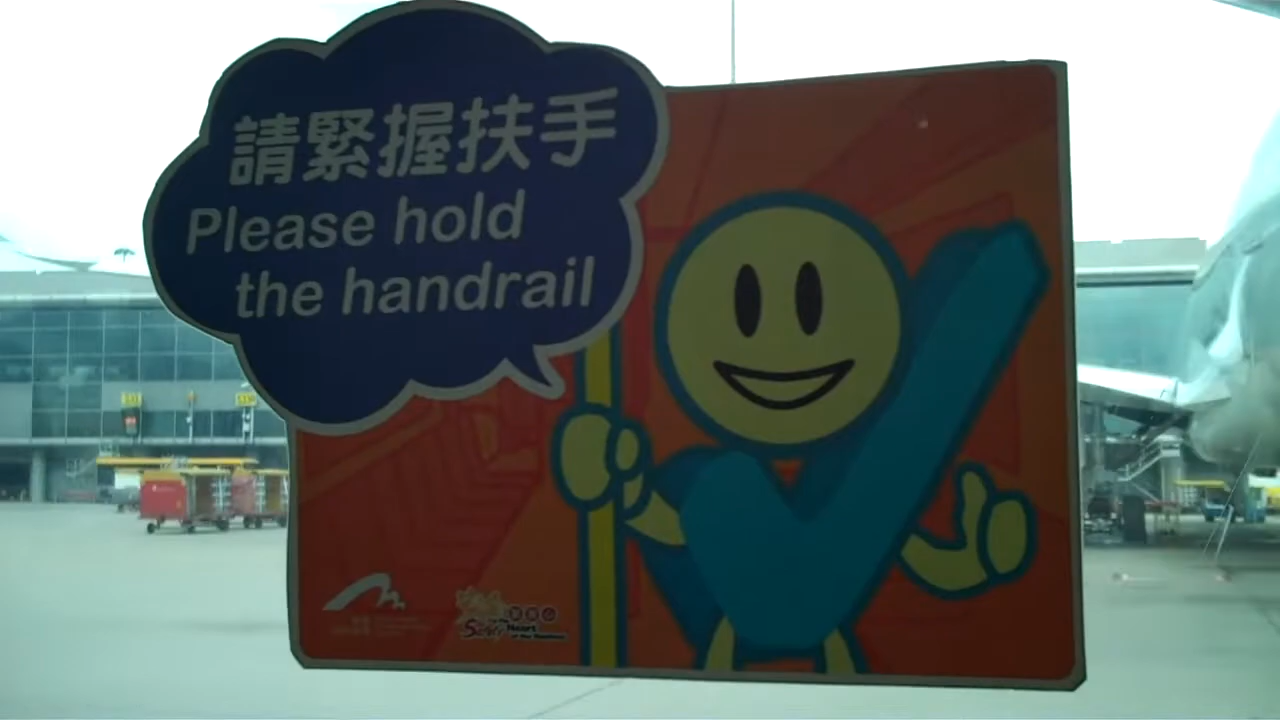 請緊握扶手
Please hold
the handrail